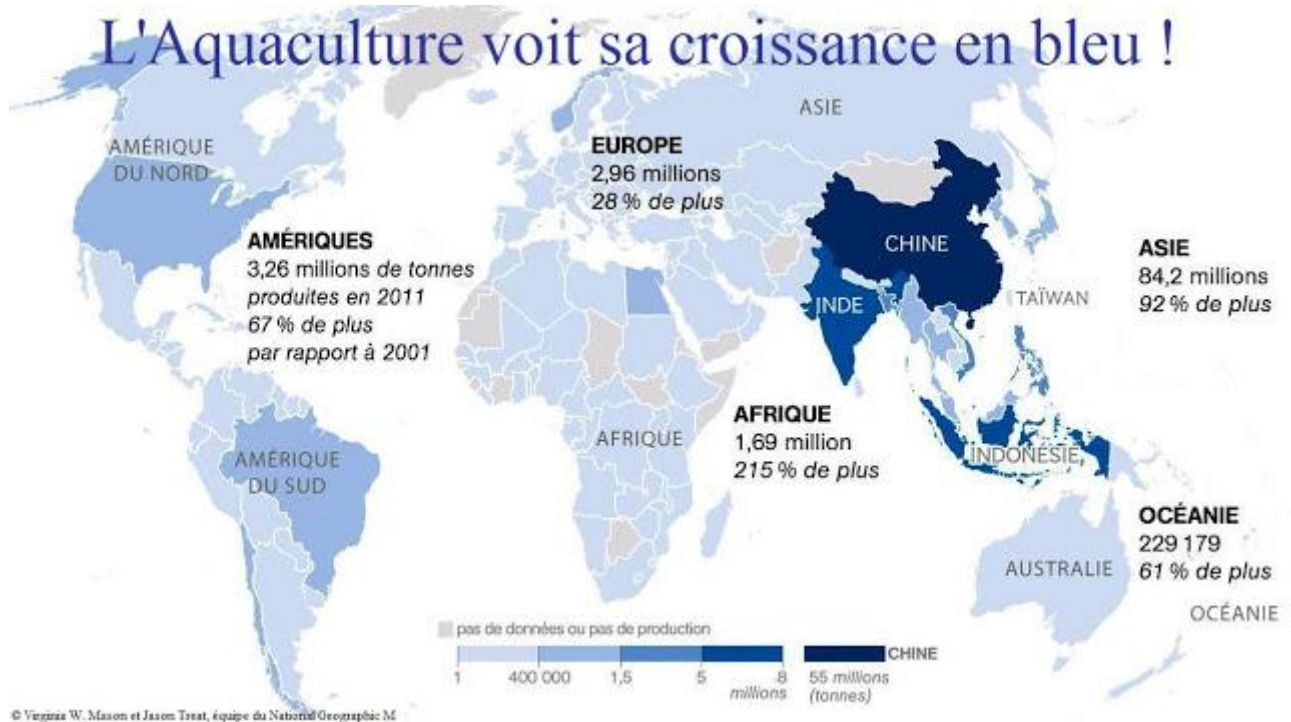 L'Aquaculture voit sa croissance en bleu !
ASIE
AMÉRIQUE
DU NORD
EUROPE
2,96 millions
28 % de plus
AMÉRIQUES
3,26 millions de tonnes
produites en 2011
67 % de plus
par rapport à 2001
CHINE
ASIE
84,2 millions
92 % de plus
TAÏWAN
INDE
AFRIQUE
1,69 million
215 % de plus
AFRIQUE
AMÉRIQUE
DU SUD
INDONÉSIE
OCÉANIE
229 179
61 % de plus
AUSTRALIE
OCÉANIE
pas de données ou pas de production
CHINE
1 400 000 1,5 5 8
millions
55 millions
(tonnes)
© Virginia W. Mason et Jason Treat, équipe du National Geographic M